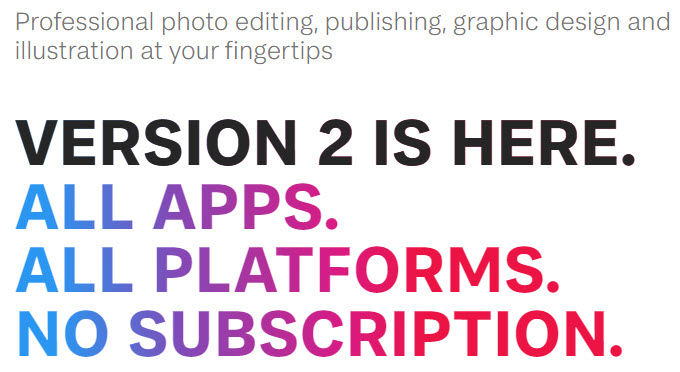 Professional photo editing, publishing, graphic design and
illustration at your fingertips
VERSION 2 IS HERE.
ALL APPS.
ALL PLATFORMS.
NO SUBSCRIPTION.